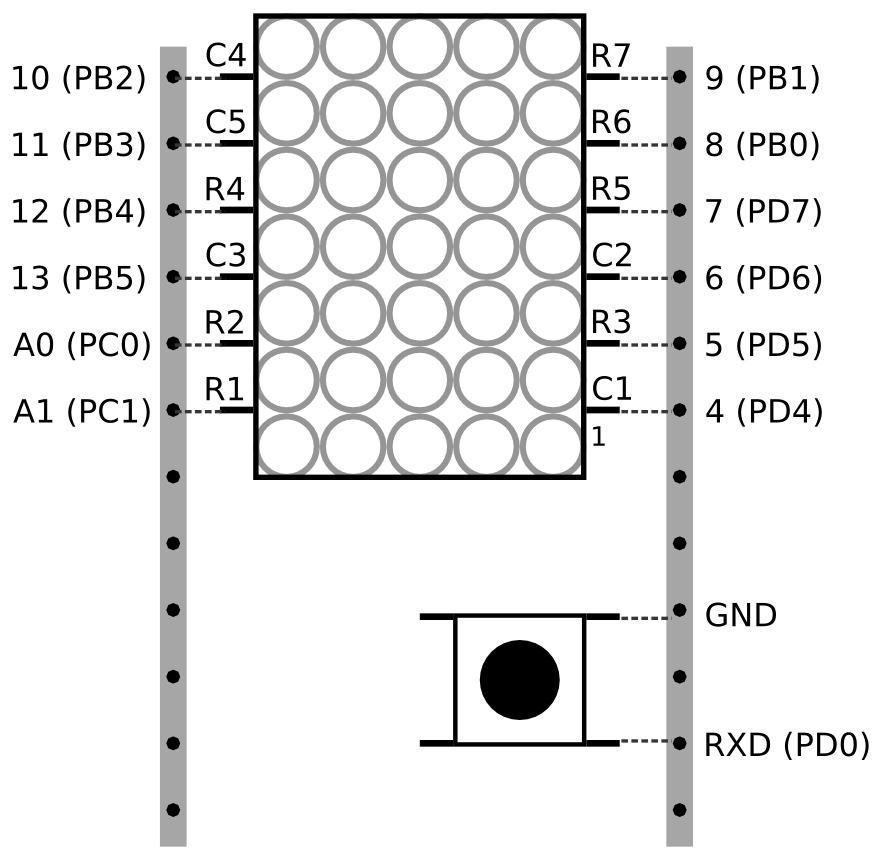 10 (PB2) C4 R7 9 (PB1)
11 (PB3) C5 R6 8 (PB0)
12 (PB4) R4 R5 7 (PD7)
13 (PB5) C3 C2 6 (PD6)
A0 (PC0) R2 R3 5 (PD5)
A1 (PC1) R1 C1 4 (PD4)
1
GND
RXD (PD0)